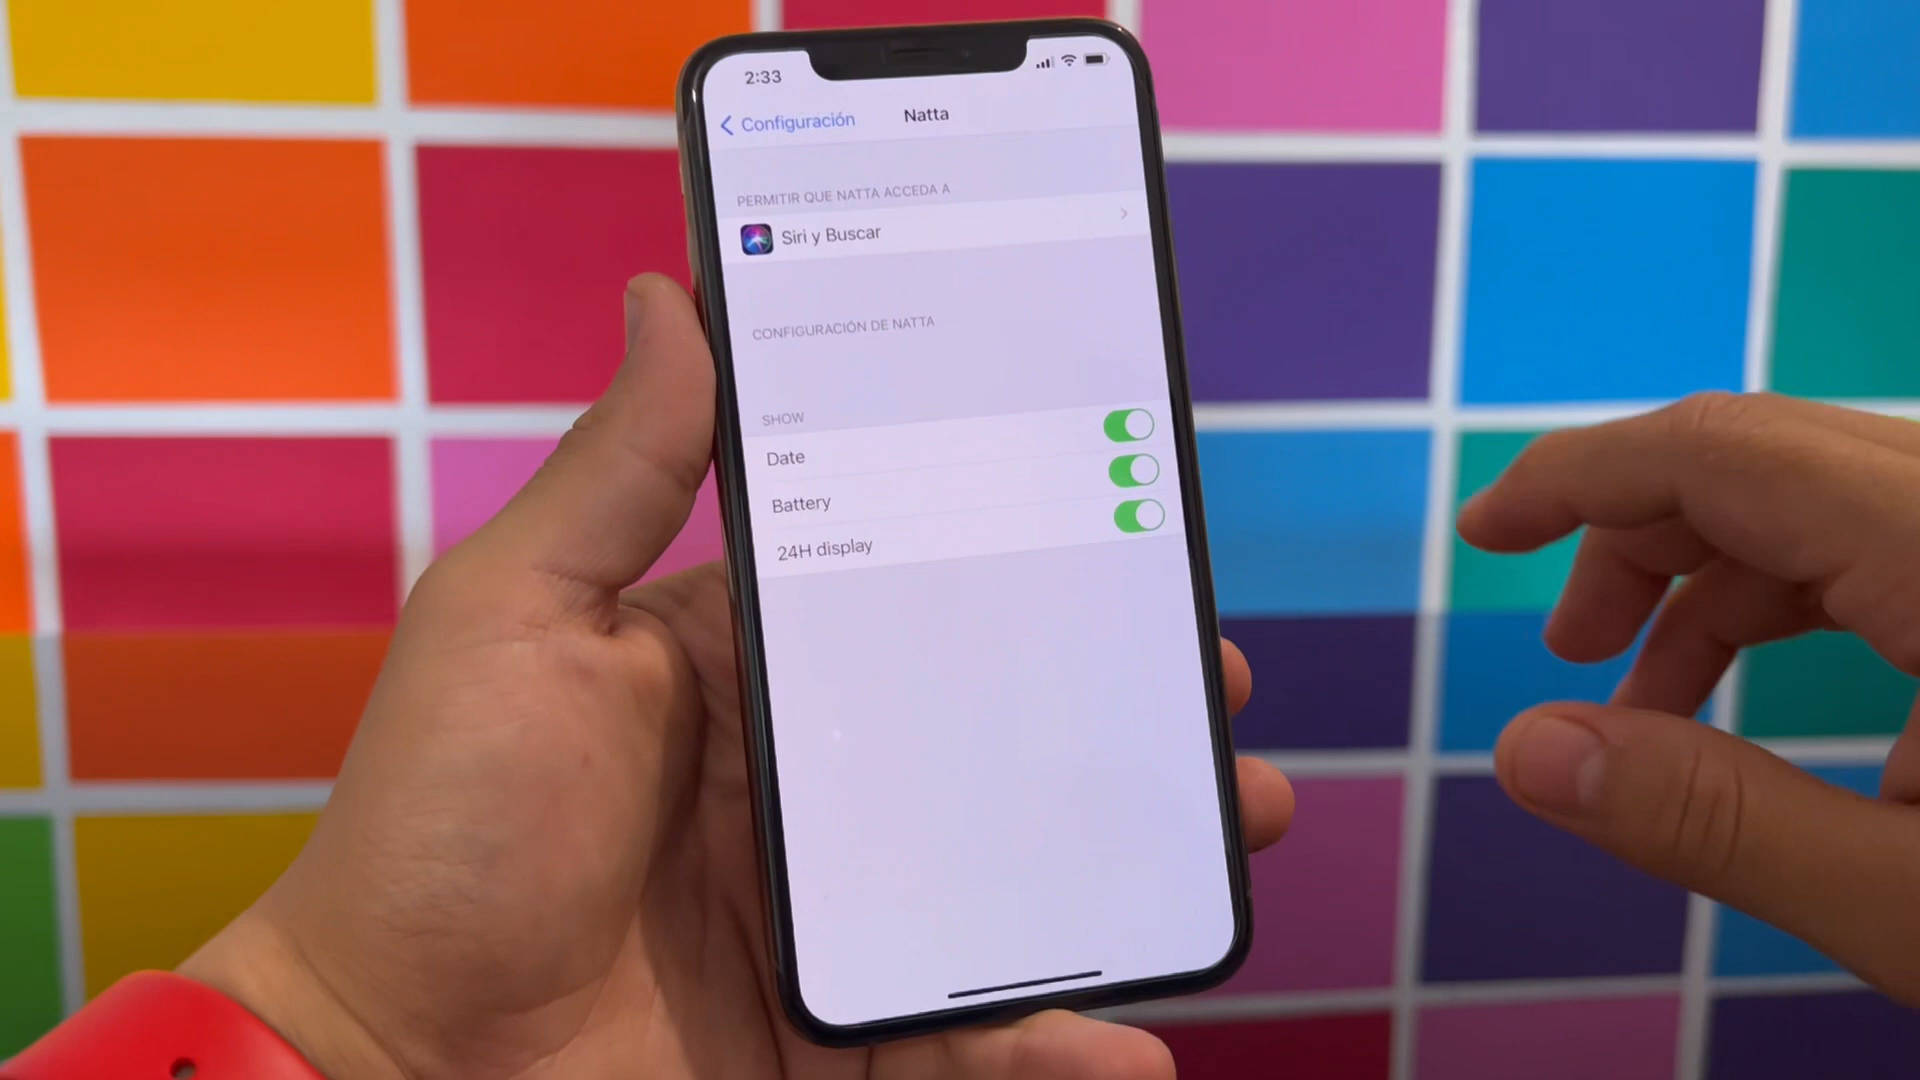 2:33
Configuración
Natta
PERMITIR QUE NATTA ACCEDA A
Siri y Buscar
CONFIGURACIÓN DE NATTA
SHOW
Date
Battery
24H display